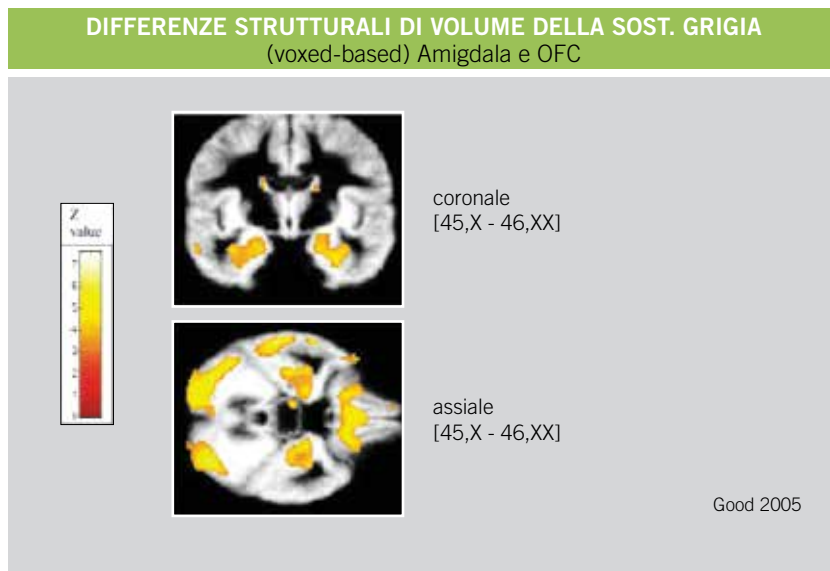 DIFFERENZE STRUTTURALI DI VOLUME DELLA SOST. GRIGIA
(voxed-based) Amigdala e OFC
Z
value
coronale
[45,X - 46,XX]
assiale
[45,X - 46,XX]
Good 2005